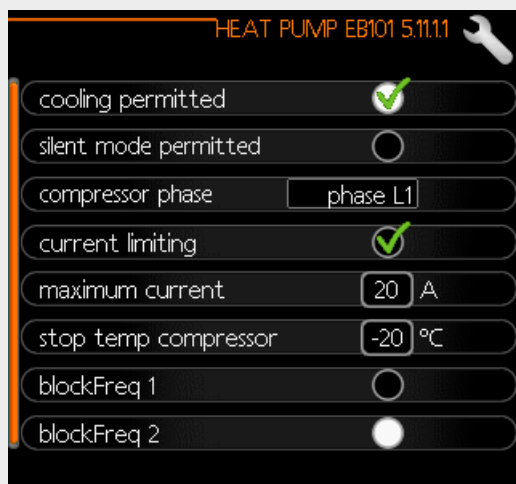 HEAT PUMP EB101 5.11.1.1
cooling permitted
silent mode permitted
compressor phase phase L1
current limiting
maximum current 20 A
stop temp compressor -20 °C
blockFreq 1
blockFreq 2